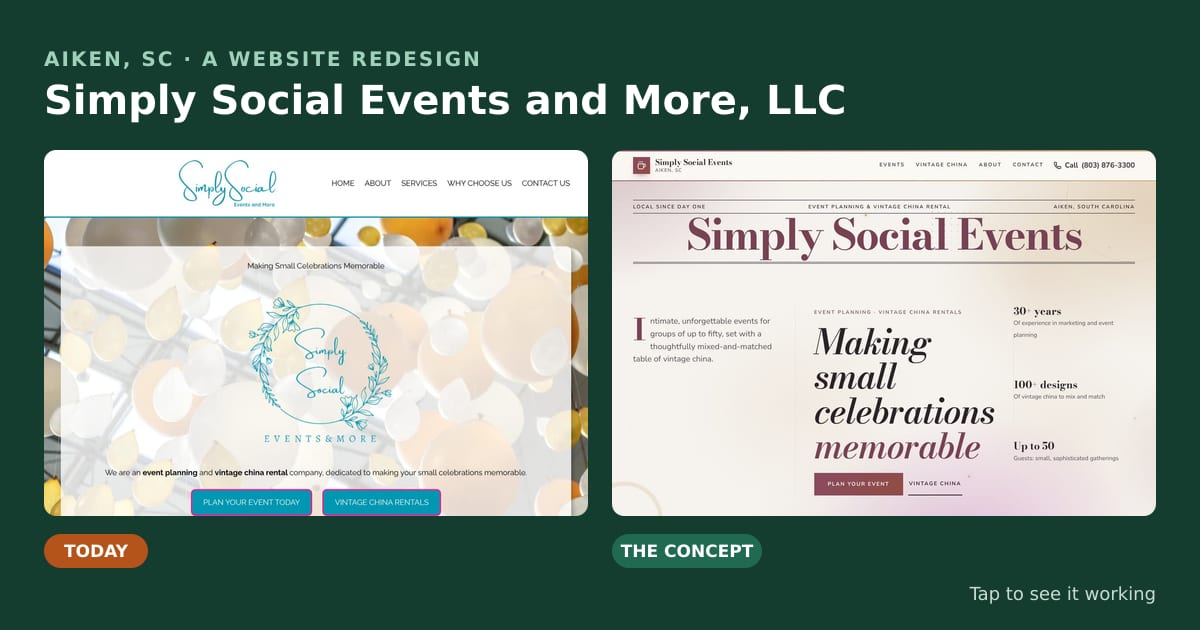 AIKEN, SC · A WEBSITE REDESIGN
Simply Social Events and More, LLC
Simply Social
Events and More
HOME ABOUT SERVICES WHY CHOOSE US CONTACT US
Making Small Celebrations Memorable
Simply
Social
EVENTS&MORE
We are an event planning and vintage china rental company, dedicated to making your small celebrations memorable.
PLAN YOUR EVENT TODAY VINTAGE CHINA RENTALS
TODAY
Simply Social Events
AIKEN, SC
EVENTS VINTAGE CHINA ABOUT CONTACT Call (803) 876-3300
LOCAL SINCE DAY ONE EVENT PLANNING & VINTAGE CHINA RENTAL AIKEN, SOUTH CAROLINA
Simply Social Events
Intimate, unforgettable events for
groups of up to fifty, set with a
thoughtfully mixed-and-matched
table of vintage china.
EVENT PLANNING · VINTAGE CHINA RENTALS
Making
small
celebrations
memorable
PLAN YOUR EVENT VINTAGE CHINA
30+ years
Of experience in marketing and event
planning
100+ designs
Of vintage china to mix and match
Up to 50
Guests: small, sophisticated gatherings
THE CONCEPT
Tap to see it working